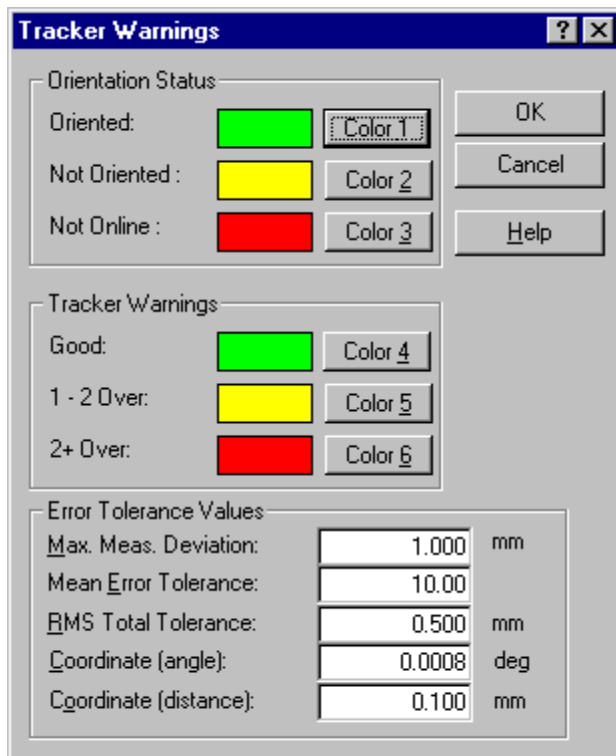 Tracker Warnings
Orientation Status
Oriented: Color 1
Not Oriented : Color 2
Not Online : Color 3
OK
Cancel
Help
Tracker Warnings
Good: Color 4
1 - 2 Over: Color 5
2+ Over: Color 6
Error Tolerance Values
Max. Meas. Deviation: 1.000 mm
Mean Error Tolerance: 10.00
RMS Total Tolerance: 0.500 mm
Coordinate (angle): 0.0008 deg
Coordinate (distance): 0.100 mm